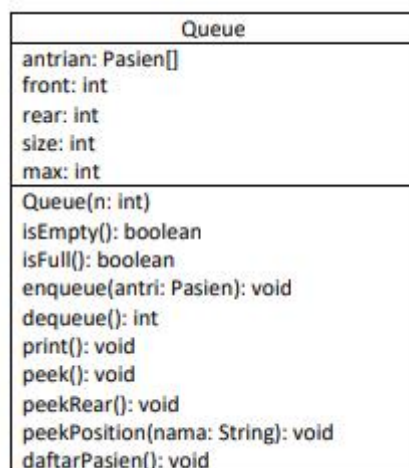 Queue
antrian: Pasien[]
front: int
rear: int
size: int
max: int
Queue(n: int)
isEmpty(): boolean
isFull(): boolean
enqueue(antri: Pasien): void
dequeue(): int
print(): void
peek(): void
peekRear(): void
peekPosition(nama: String): void
daftarPasien(): void